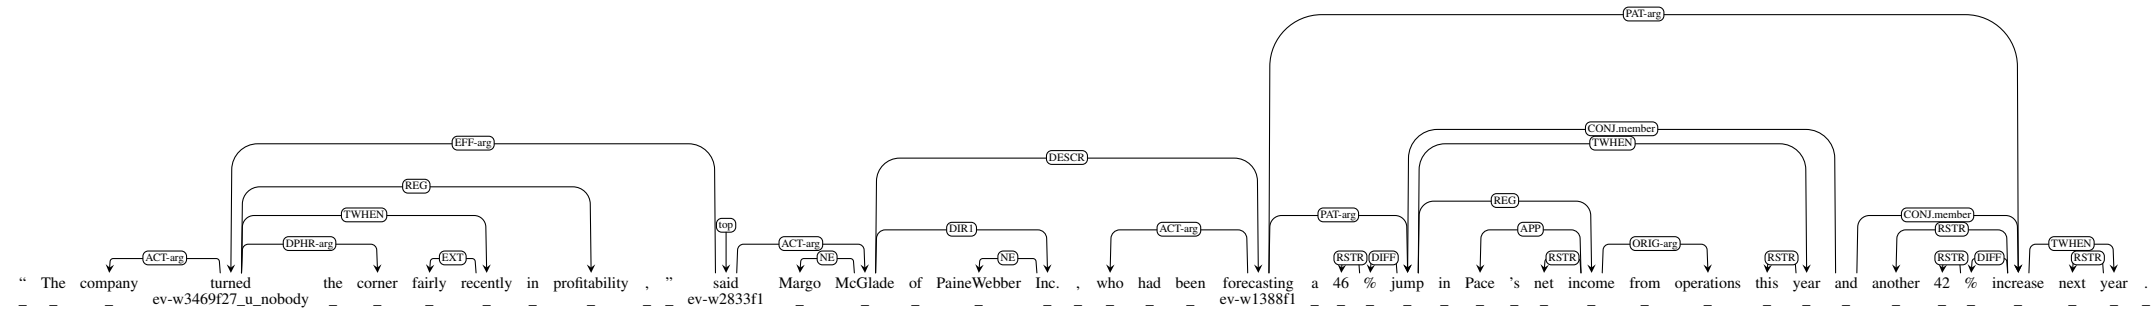 PAT-arg
CONJ.member
EFF-arg TWHEN
DESCR
REG
REG
TWHEN PAT-arg CONJ.member
top DIR1 ACT-arg APP RSTR
DPHR-arg ACT-arg ORIG-arg TWHEN
ACT-arg EXT NE NE RSTR DIFF RSTR RSTR RSTR DIFF RSTR
“ The company turned the corner fairly recently in profitability , ” said Margo McGlade of PaineWebber Inc. , who had been forecasting a 46 % jump in Pace ’s net income from operations this year and another 42 % increase next year .
_ _ _ ev-w3469f27_u_nobody _ _ _ _ _ _ _ _ ev-w2833f1 _ _ _ _ _ _ _ _ _ ev-w1388f1 _ _ _ _ _ _ _ _ _ _ _ _ _ _ _ _ _ _ _ _ _